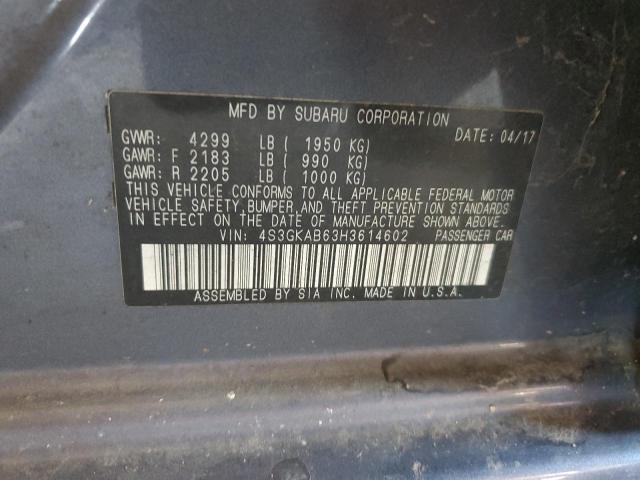 MFD BY SUBARU CORPORATION
GVWR: 4299 LB ( 1950 KG) DATE: 04/17
GAWR: F 2183 LB ( 990 KG)
GAWR: R 2205 LB ( 1000 KG)
THIS VEHICLE CONFORMS TO ALL APPLICABLE FEDERAL MOTOR
VEHICLE SAFETY, BUMPER, AND THEFT PREVENTION STANDARDS
IN EFFECT ON THE DATE OF MANUFACTURE SHOWN ABOVE.
VIN: 4S3GKAB63H3614602 PASSENGER CAR
ASSEMBLED BY SIA INC. MADE IN U.S.A.